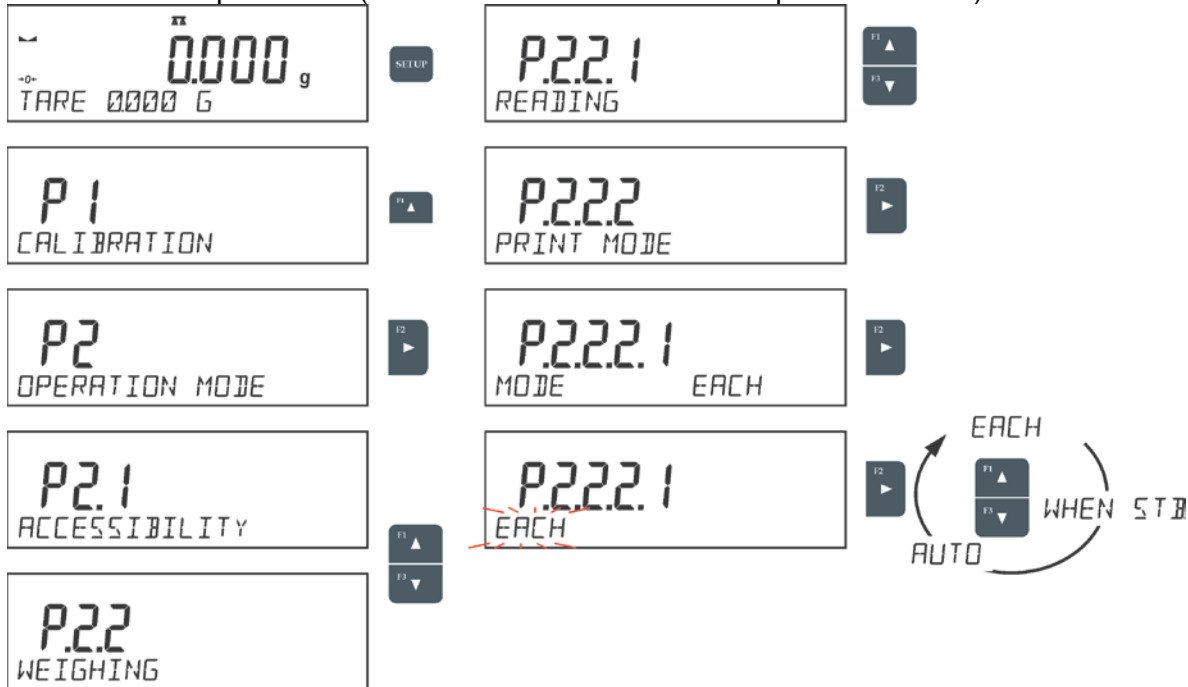 0.000 g
TARE 0.000 G
SETUP
P1
CALIBRATION
F1
P2
OPERATION MODE
F2
P2.1
ACCESSIBILITY
F1
F3
P.2.2
WEIGHING
P.2.2.1
READING
F1
F3
P.2.2.2
PRINT MODE
F2
P.2.2.2.1
MODE EACH
F2
P.2.2.2.1
EACH
F2
EACH
F1
F3
WHEN STB
AUTO